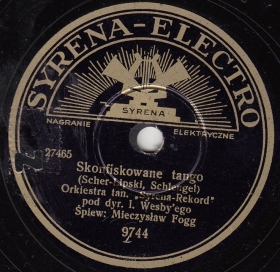 SYRENA-ELECTRO
SYRENA
NAGRANIE ELEKTRYCZNE
27465
Skonfiskowane tango
(Scher-Lipski, Schlengel)
Orkiestra tan. „Syrena-Rekord"
pod dyr. I. Wesby'ego
Śpiew: Mieczysław Fogg
9744